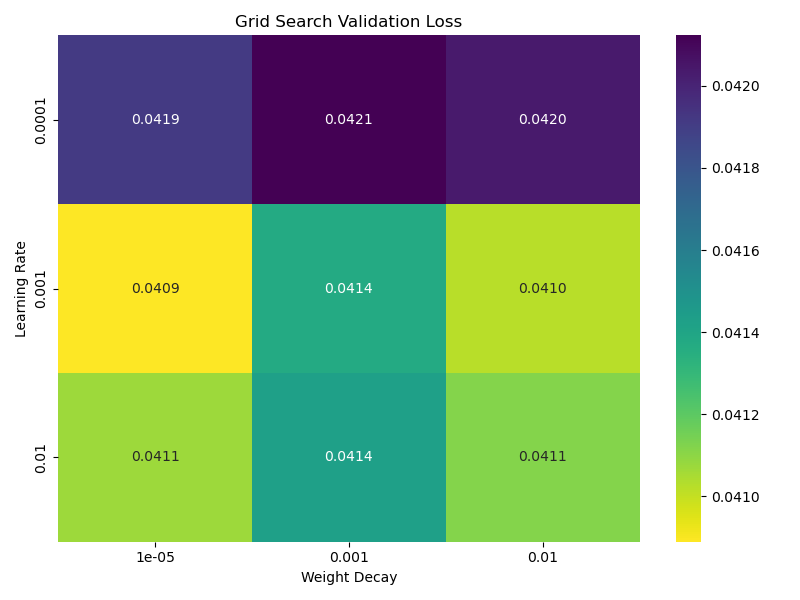 Grid Search Validation Loss
Learning Rate
0.0001
0.0419 0.0421 0.0420
0.001
0.0409 0.0414 0.0410
0.01
0.0411 0.0414 0.0411
1e-05 0.001 0.01
Weight Decay
0.0420
0.0418
0.0416
0.0414
0.0412
0.0410